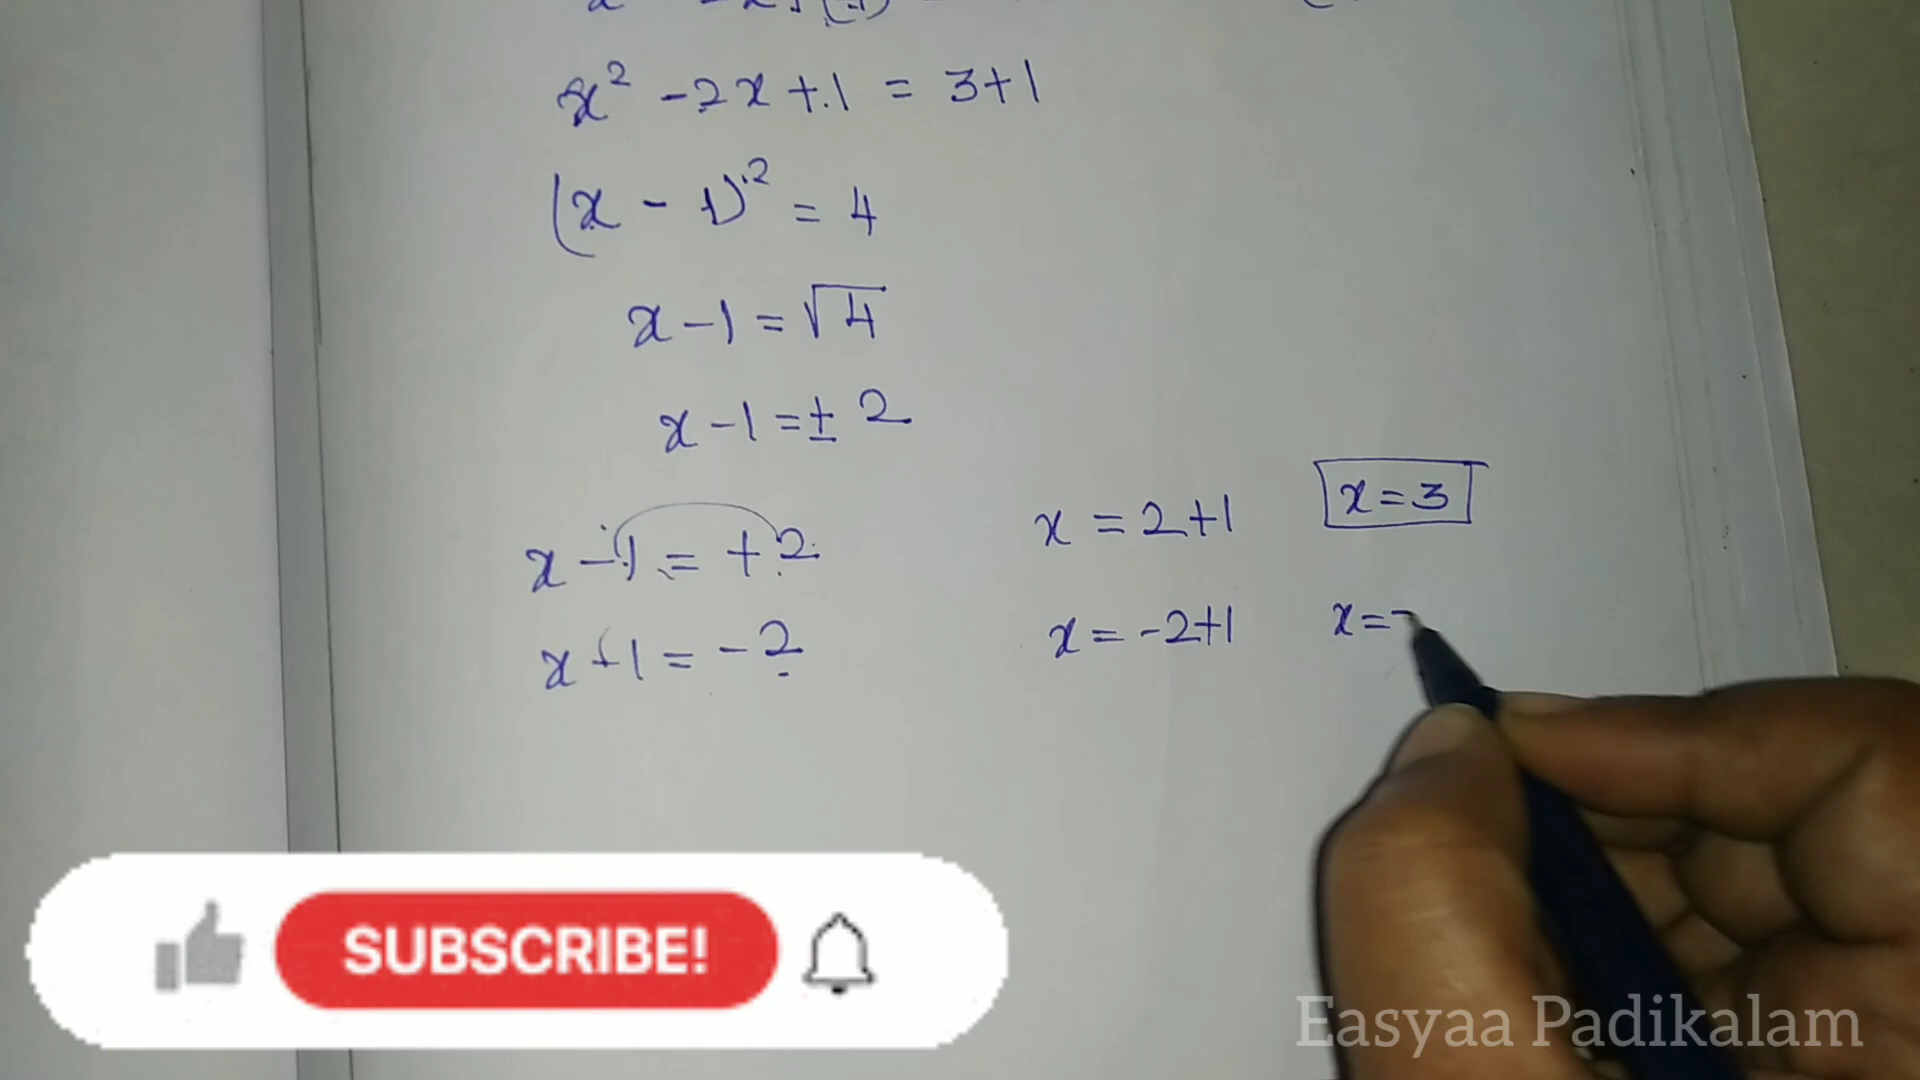 x² - 2x + 1 = 3+1
(x - 1)² = 4
x - 1 = √4
x - 1 = ± 2
x - 1 = + 2 x = 2+1 x = 3
x + 1 = - 2 x = -2+1 x = -
SUBSCRIBE!
Easyaa Padikalam